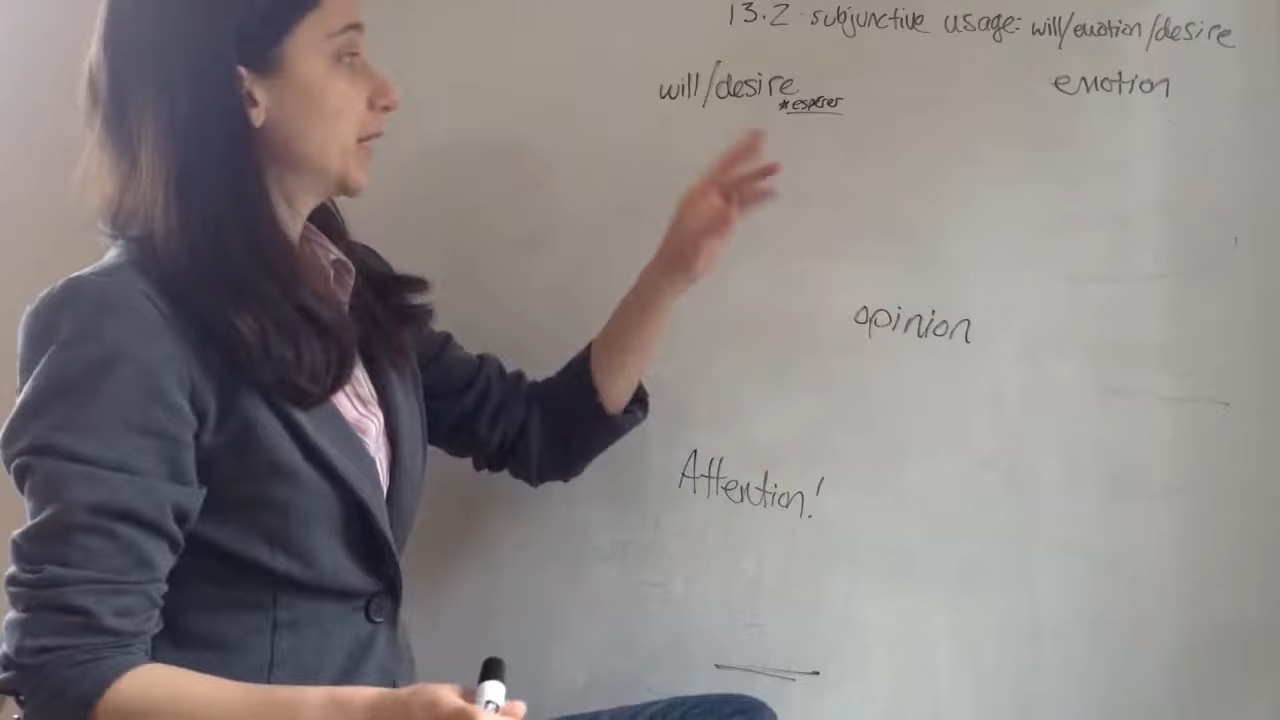 13.2 subjunctive usage: will/emotion/desire
will/desire
*espérer
emotion
opinion
Attention!